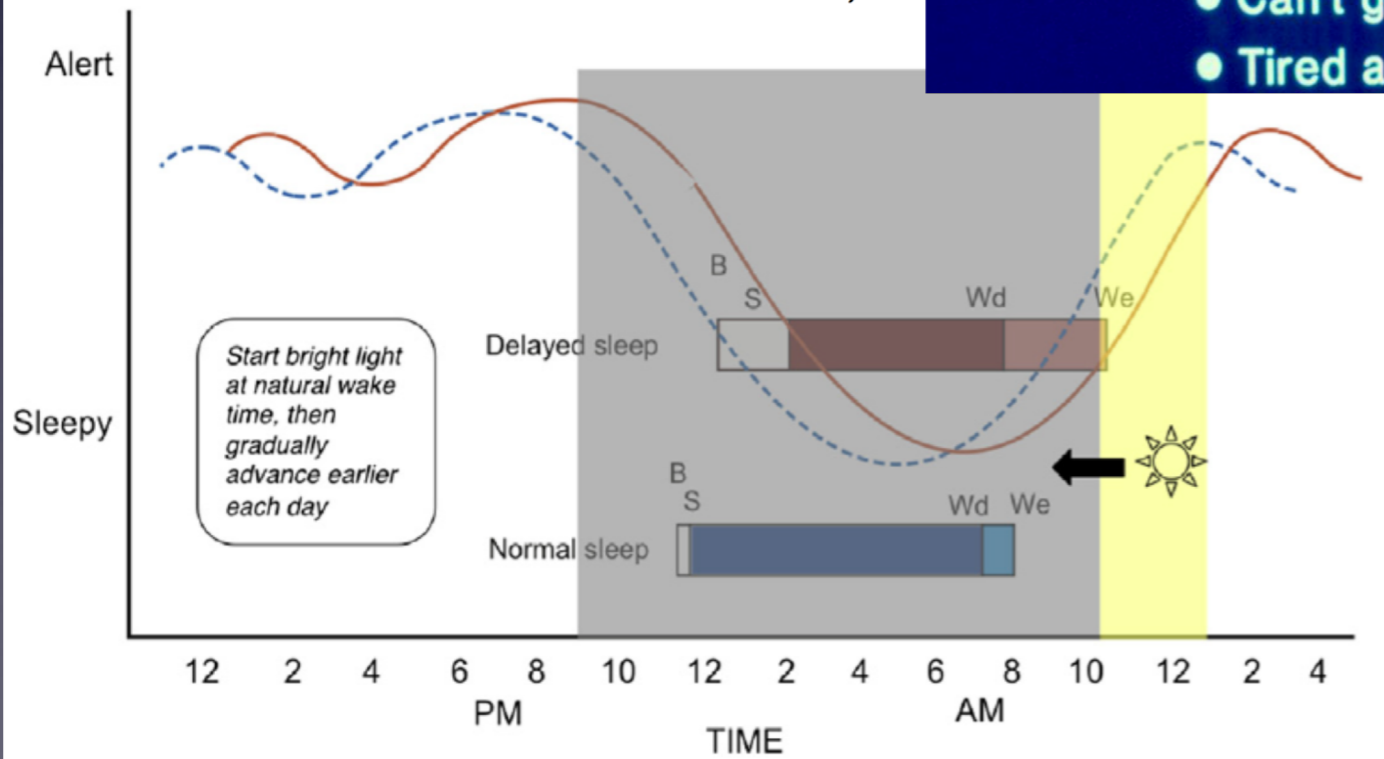 ● Can't g
● Tired a
Alert
B
S
Wd
We
Delayed sleep
Start bright light
at natural wake
time, then
gradually
advance earlier
each day
Sleepy
B
S
Wd
We
Normal sleep
12 2 4 6 8 10 12 2 4 6 8 10 12 2 4
PM AM
TIME